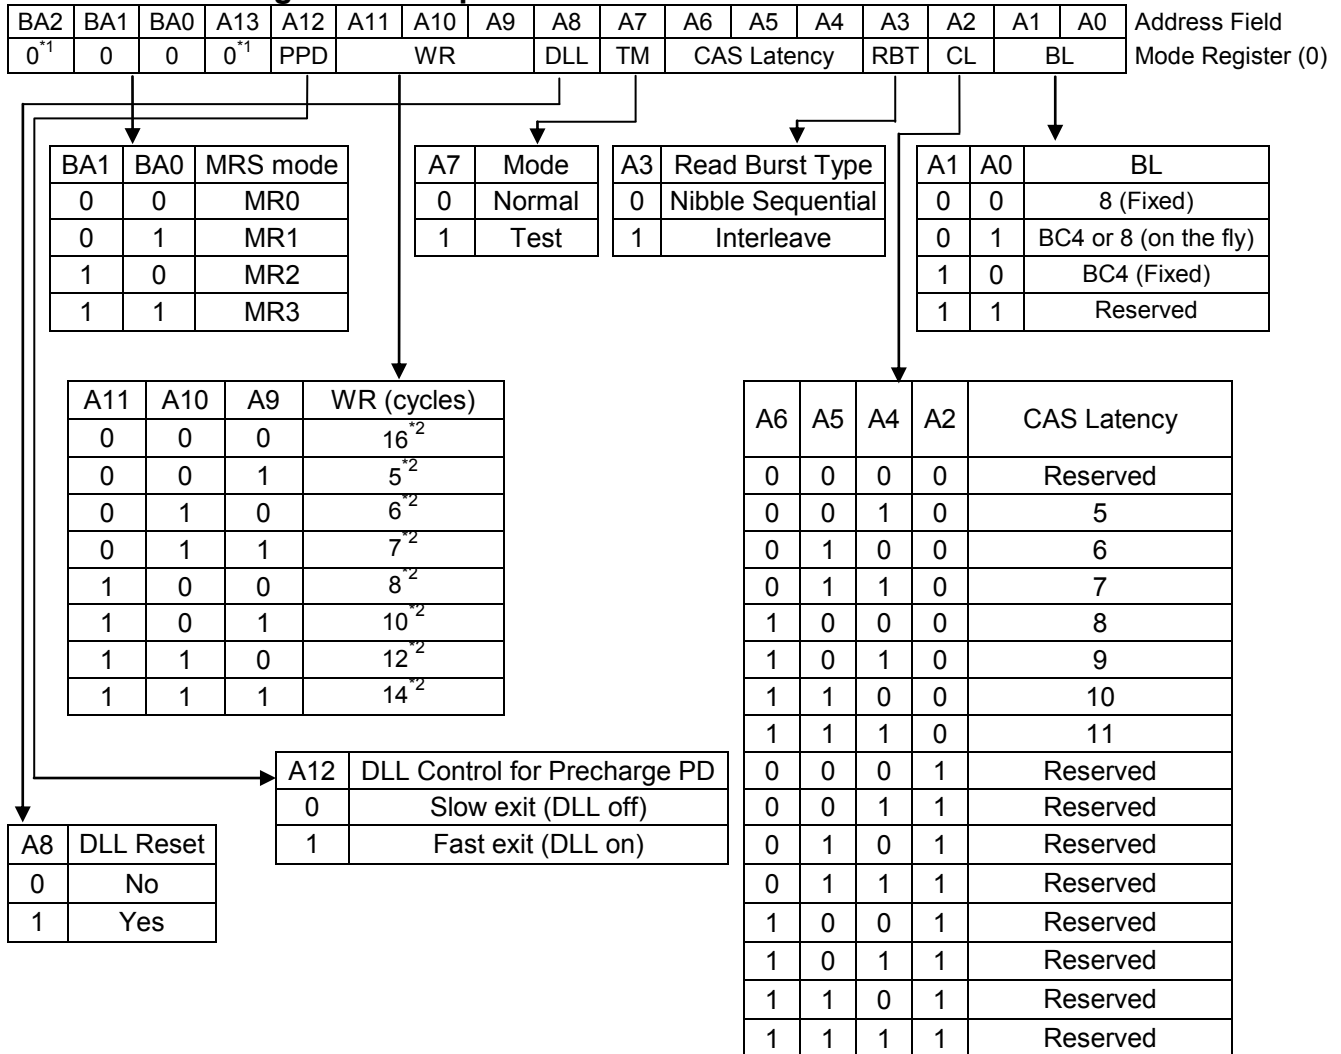 BA2 BA1 BA0 A13 A12 A11 A10 A9 A8 A7 A6 A5 A4 A3 A2 A1 A0 Address Field
0*1 0 0 0*1 PPD WR DLL TM CAS Latency RBT CL BL Mode Register (0)
BA1 BA0 MRS mode
0 0 MR0
0 1 MR1
1 0 MR2
1 1 MR3
A7 Mode
0 Normal
1 Test
A3 Read Burst Type
0 Nibble Sequential
1 Interleave
A1 A0 BL
0 0 8 (Fixed)
0 1 BC4 or 8 (on the fly)
1 0 BC4 (Fixed)
1 1 Reserved
A11 A10 A9 WR (cycles)
0 0 0 16*2
0 0 1 5*2
0 1 0 6*2
0 1 1 7*2
1 0 0 8*2
1 0 1 10*2
1 1 0 12*2
1 1 1 14*2
A6 A5 A4 A2 CAS Latency
0 0 0 0 Reserved
0 0 1 0 5
0 1 0 0 6
0 1 1 0 7
1 0 0 0 8
1 0 1 0 9
1 1 0 0 10
1 1 1 0 11
0 0 0 1 Reserved
0 0 1 1 Reserved
0 1 0 1 Reserved
0 1 1 1 Reserved
1 0 0 1 Reserved
1 0 1 1 Reserved
1 1 0 1 Reserved
1 1 1 1 Reserved
A12 DLL Control for Precharge PD
0 Slow exit (DLL off)
1 Fast exit (DLL on)
A8 DLL Reset
0 No
1 Yes